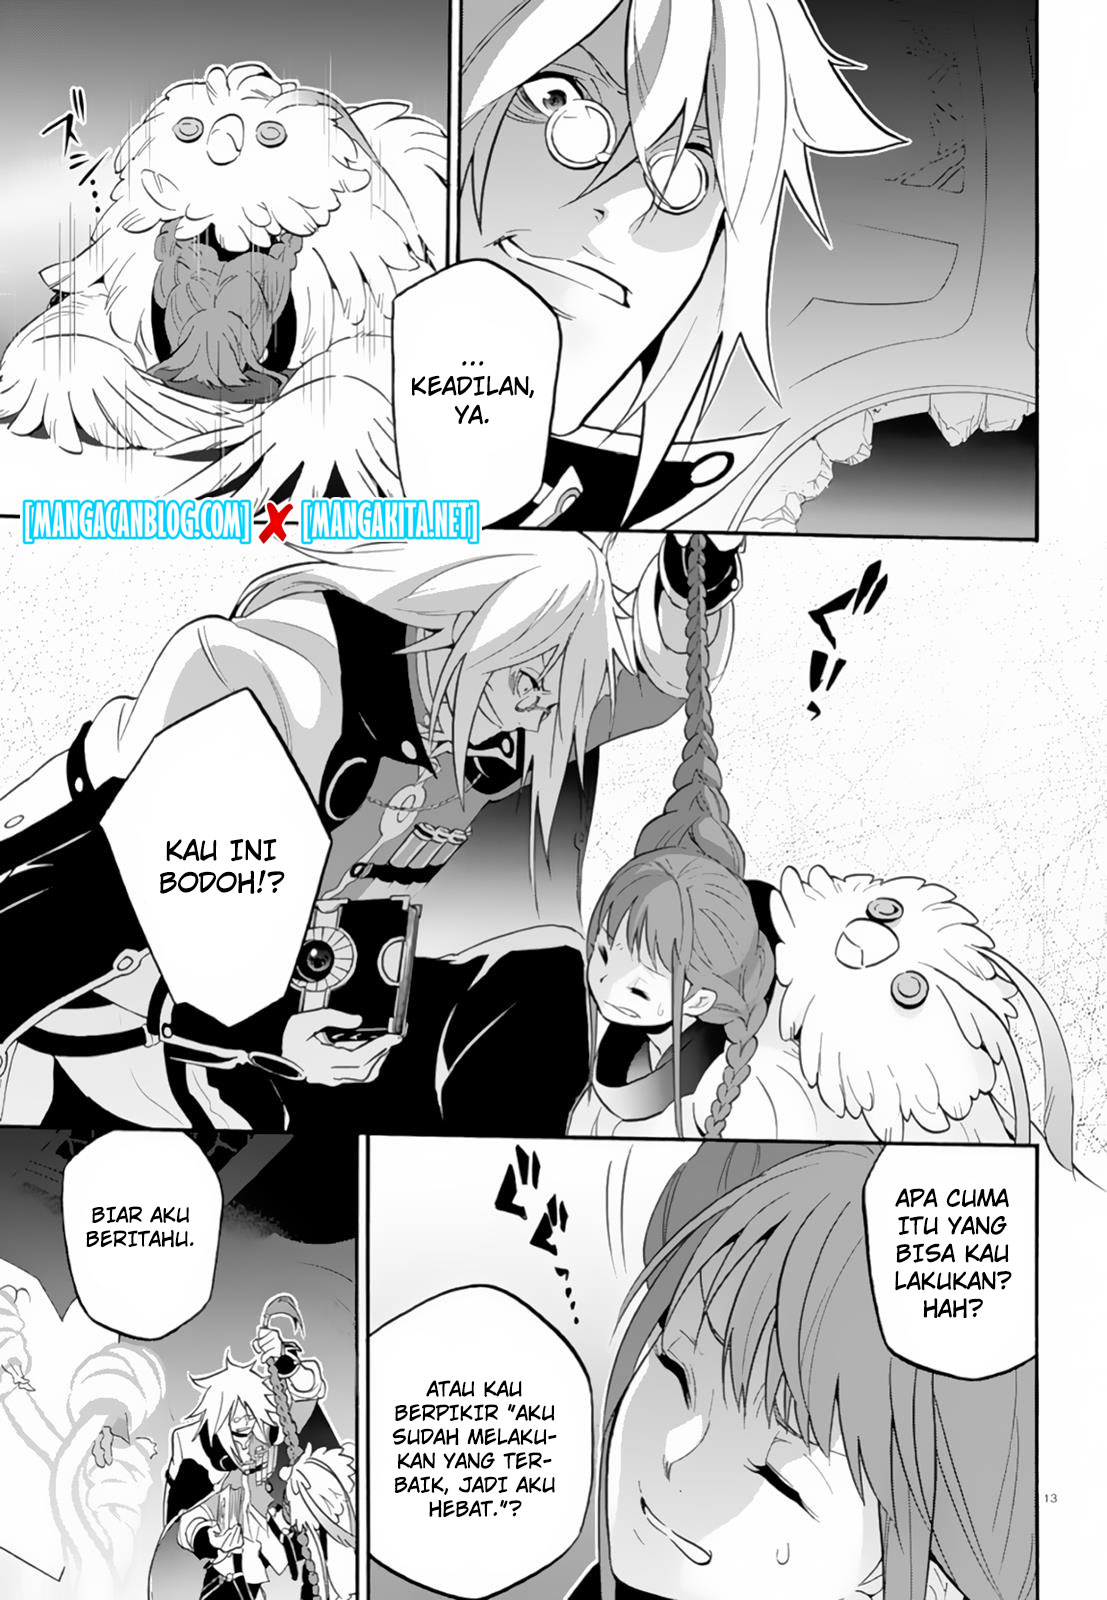 ズ
...
KEADILAN,
YA.
[MANGACANBLOG.COM] X [MANGAKITA.NET]
KAU INI
BODOH!?
APA CUMA
ITU YANG
BISA KAU
LAKUKAN?
HAH?
ATAU KAU
BERPIKIR "AKU
SUDAH MELAKU-
KAN YANG TER-
BAIK, JADI AKU
HEBAT."?
BIAR AKU
BERITAHU.
13